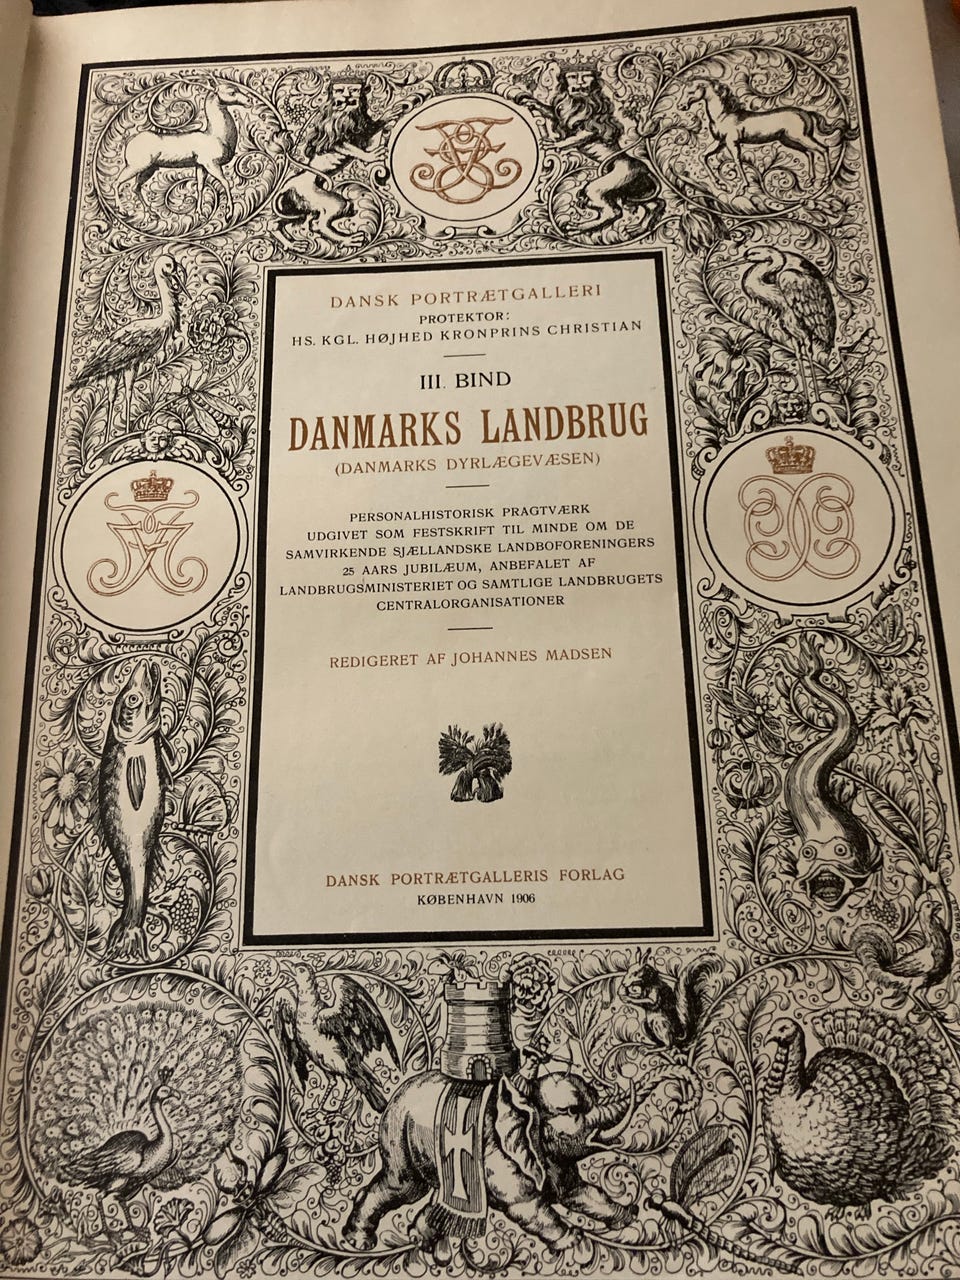 DANSK PORTRÆTGALLERI
PROTEKTOR:
HS. KGL. HØJHED KRONPRINS CHRISTIAN
III. BIND
DANMARKS LANDBRUG
(DANMARKS DYRLÆGEVÆSEN)
PERSONALHISTORISK PRAGTVÆRK
UDGIVET SOM FESTSKRIFT TIL MINDE OM DE
SAMVIRKENDE SJÆLLANDSKE LANDBOFORENINGERS
25 AARS JUBILÆUM, ANBEFALET AF
LANDBRUGSMINISTERIET OG SAMTLIGE LANDBRUGETS
CENTRALORGANISATIONER
REDIGERET AF JOHANNES MADSEN
DANSK PORTRÆTGALLERIS FORLAG
KØBENHAVN 1906